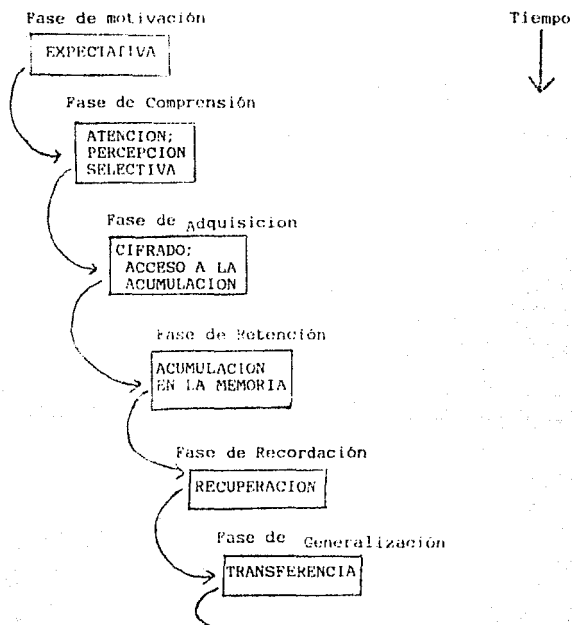 Fase de motivación
Tiempo
EXPECTATIVA
Fase de Comprensión
ATENCION;
PERCEPCION
SELECTIVA
Fase de Adquisicion
CIFRADO;
ACCESO A LA
ACUMULACION
Fase de Retención
ACUMULACION
EN LA MEMORIA
Fase de Recordación
RECUPERACION
Fase de Generalización
TRANSFERENCIA